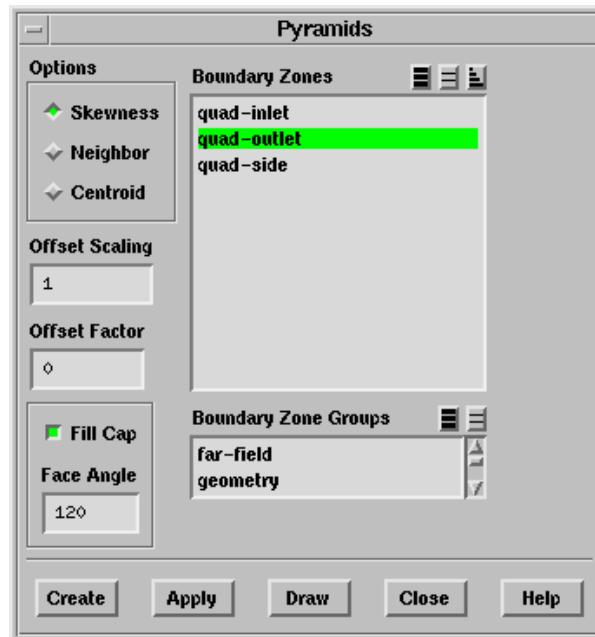 Pyramids
Options
Skewness
Neighbor
Centroid
Offset Scaling
1
Offset Factor
0
Fill Cap
Face Angle
120
Boundary Zones
quad-inlet
quad-outlet
quad-side
Boundary Zone Groups
far-field
geometry
Create Apply Draw Close Help